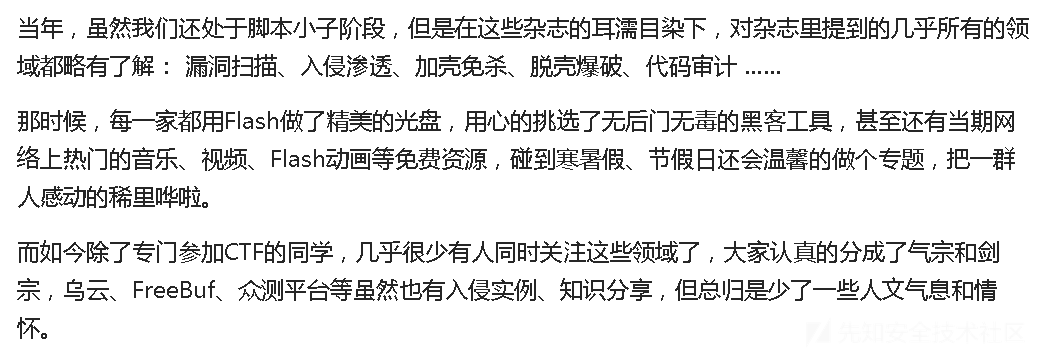 当年，虽然我们还处于脚本小子阶段，但是在这些杂志的耳濡目染下，对杂志里提到的几乎所有的领
域都略有了解： 漏洞扫描、入侵渗透、加壳免杀、脱壳爆破、代码审计 ......
那时候，每一家都用Flash做了精美的光盘，用心的挑选了无后门无毒的黑客工具，甚至还有当期网
络上热门的音乐、视频、Flash动画等免费资源，碰到寒暑假、节假日还会温馨的做个专题，把一群
人感动的稀里哗啦。
而如今除了专门参加CTF的同学，几乎很少有人同时关注这些领域了，大家认真的分成了气宗和剑
宗，乌云、FreeBuf、众测平台等虽然也有入侵实例、知识分享，但总归是少了一些人文气息和情
怀。
先知安全技术社区